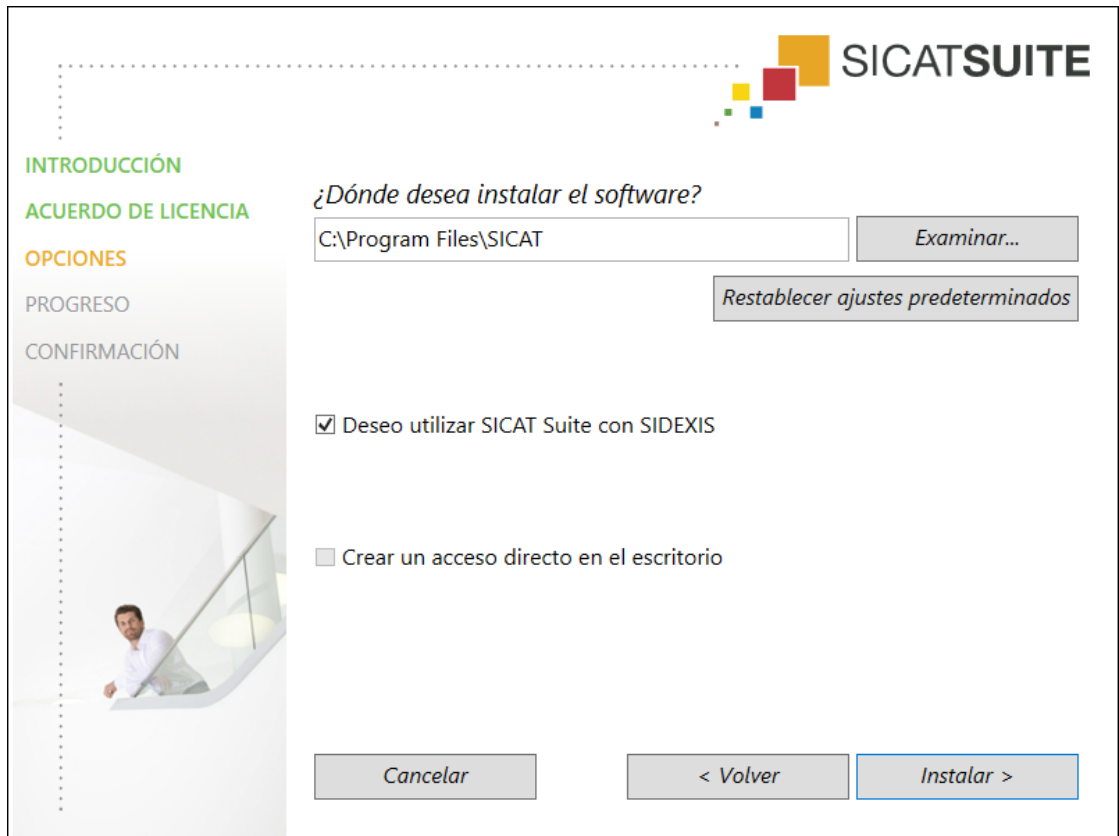 SICATSUITE
INTRODUCCIÓN
ACUERDO DE LICENCIA
OPCIONES
PROGRESO
CONFIRMACIÓN
¿Dónde desea instalar el software?
C:\Program Files\SICAT
Examinar...
Restablecer ajustes predeterminados
Deseo utilizar SICAT Suite con SIDEXIS
Crear un acceso directo en el escritorio
Cancelar
< Volver
Instalar >